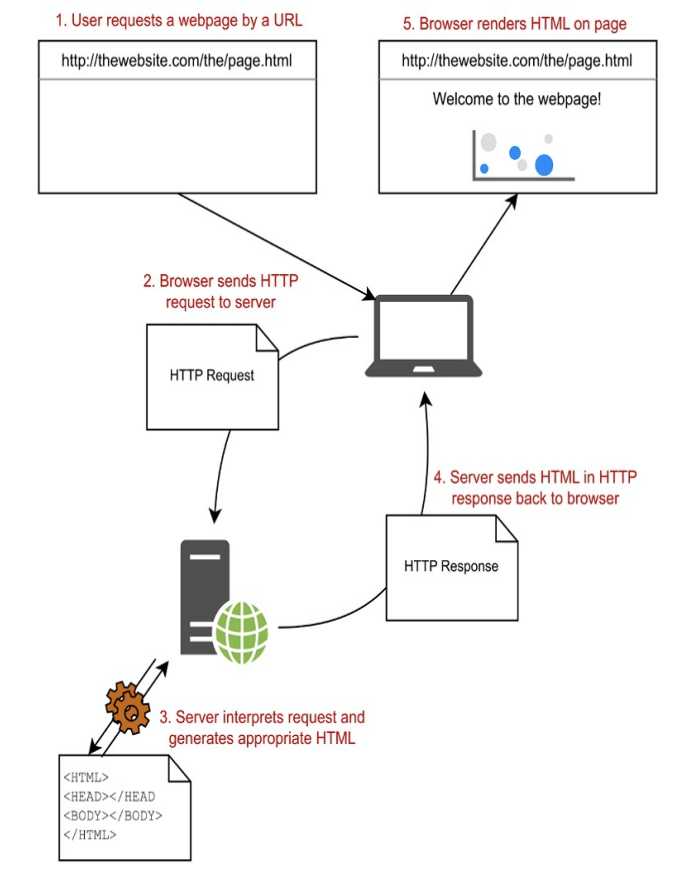 1. User requests a webpage by a URL
http://thewebsite.com/the/page.html
5. Browser renders HTML on page
http://thewebsite.com/the/page.html
Welcome to the webpage!
2. Browser sends HTTP
request to server
HTTP Request
4. Server sends HTML in HTTP
response back to browser
HTTP Response
3. Server interprets request and
generates appropriate HTML
<HTML>
<HEAD></HEAD
<BODY></BODY>
</HTML>